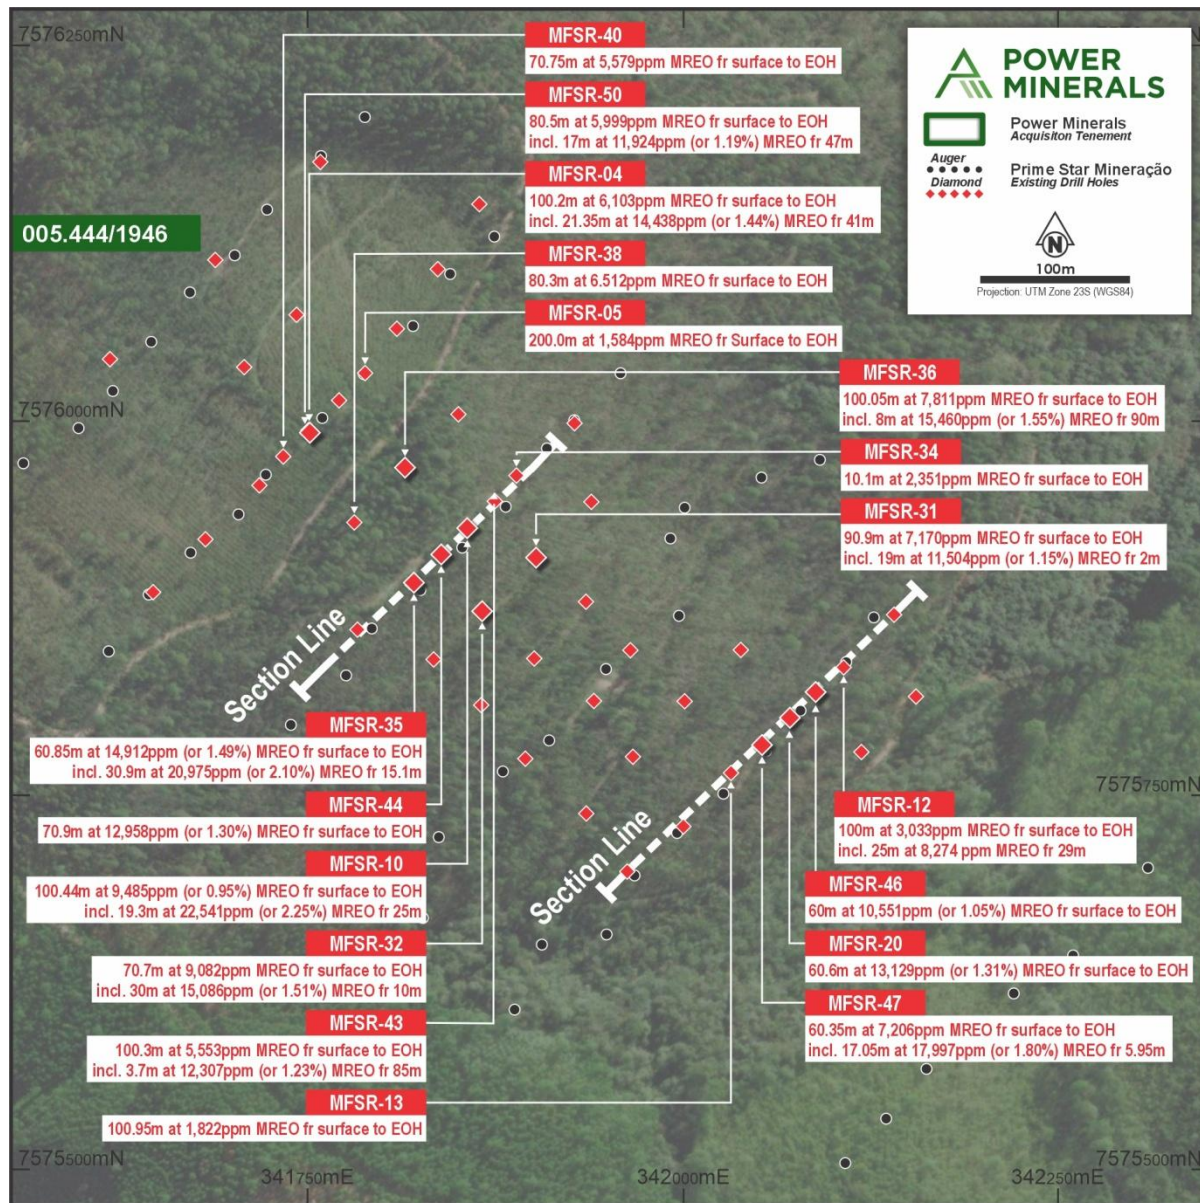 7576250mN
MFSR-40
70.75m at 5,579ppm MREO fr surface to EOH
MFSR-50
80.5m at 5,999ppm MREO fr surface to EOH
incl. 17m at 11,924ppm (or 1.19%) MREO fr 47m
MFSR-04
100.2m at 6,103ppm MREO fr surface to EOH
incl. 21.35m at 14,438ppm (or 1.44%) MREO fr 41m
MFSR-38
80.3m at 6.512ppm MREO fr surface to EOH
MFSR-05
200.0m at 1,584ppm MREO fr Surface to EOH
POWER
MINERALS
Power Minerals
Acquisiton Tenement
Auger
Diamond
Prime Star Mineração
Existing Drill Holes
N
100m
Projection: UTM Zone 23S (WGS84)
005.444/1946
MFSR-36
100.05m at 7,811ppm MREO fr surface to EOH
incl. 8m at 15,460ppm (or 1.55%) MREO fr 90m
7576000mN
MFSR-34
10.1m at 2,351ppm MREO fr surface to EOH
MFSR-31
90.9m at 7,170ppm MREO fr surface to EOH
incl. 19m at 11,504ppm (or 1.15%) MREO fr 2m
Section Line
Section Line
MFSR-35
60.85m at 14,912ppm (or 1.49%) MREO fr surface to EOH
incl. 30.9m at 20,975ppm (or 2.10%) MREO fr 15.1m
MFSR-44
70.9m at 12,958ppm (or 1.30%) MREO fr surface to EOH
MFSR-10
100.44m at 9,485ppm (or 0.95%) MREO fr surface to EOH
incl. 19.3m at 22,541ppm (or 2.25%) MREO fr 25m
MFSR-32
70.7m at 9,082ppm MREO fr surface to EOH
incl. 30m at 15,086ppm (or 1.51%) MREO fr 10m
MFSR-43
100.3m at 5,553ppm MREO fr surface to EOH
incl. 3.7m at 12,307ppm (or 1.23%) MREO fr 85m
MFSR-13
100.95m at 1,822ppm MREO fr surface to EOH
7575750mN
MFSR-12
100m at 3,033ppm MREO fr surface to EOH
incl. 25m at 8,274 ppm MREO fr 29m
MFSR-46
60m at 10,551ppm (or 1.05%) MREO fr surface to EOH
MFSR-20
60.6m at 13,129ppm (or 1.31%) MREO fr surface to EOH
MFSR-47
60.35m at 7,206ppm MREO fr surface to EOH
incl. 17.05m at 17,997ppm (or 1.80%) MREO fr 5.95m
7575500mN
7575500mN
341750mE
342000mE
342250mE